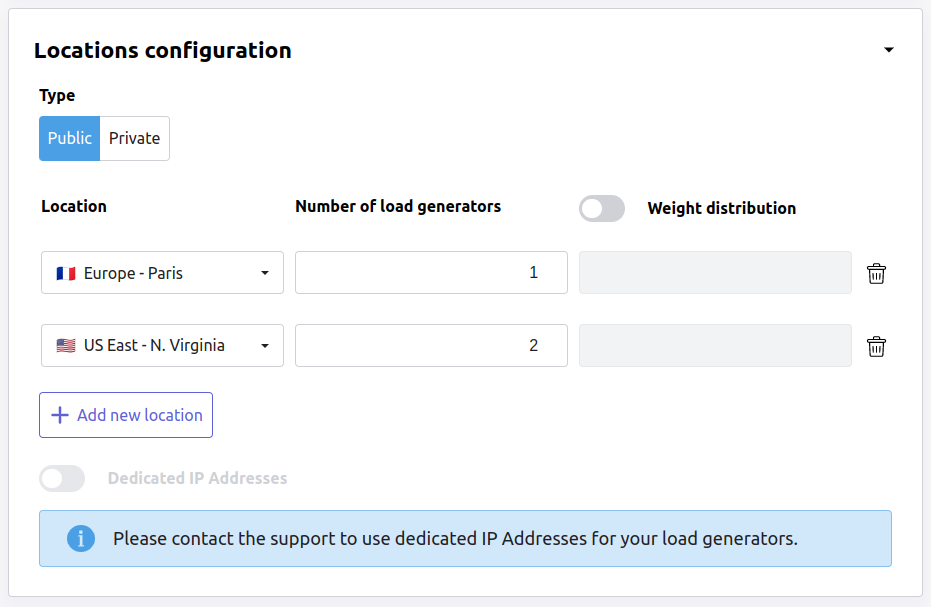 Locations configuration
Type
Public Private
Location Number of load generators Weight distribution
Europe - Paris 1
US East - N. Virginia 2
Add new location
Dedicated IP Addresses
Please contact the support to use dedicated IP Addresses for your load generators.